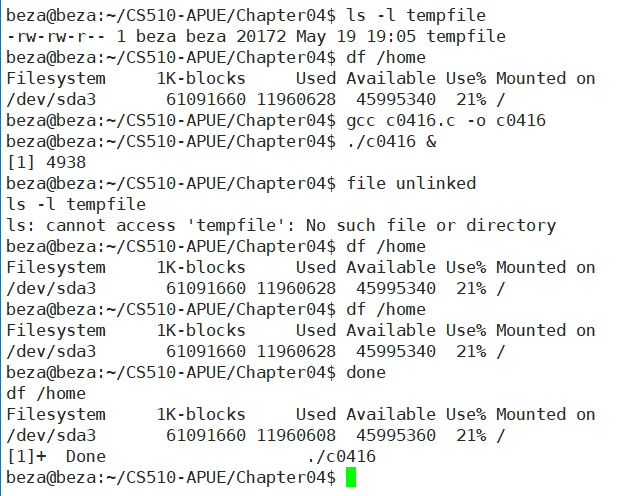 beza@beza:~/CS510-APUE/Chapter04$ ls -l tempfile
-rw-rw-r-- 1 beza beza 20172 May 19 19:05 tempfile
beza@beza:~/CS510-APUE/Chapter04$ df /home
Filesystem     1K-blocks     Used Available Use% Mounted on
/dev/sda3       61091660 11960628  45995340  21% /
beza@beza:~/CS510-APUE/Chapter04$ gcc c0416.c -o c0416
beza@beza:~/CS510-APUE/Chapter04$ ./c0416 &
[1] 4938
beza@beza:~/CS510-APUE/Chapter04$ file unlinked
ls -l tempfile
ls: cannot access 'tempfile': No such file or directory
beza@beza:~/CS510-APUE/Chapter04$ df /home
Filesystem     1K-blocks     Used Available Use% Mounted on
/dev/sda3       61091660 11960628  45995340  21% /
beza@beza:~/CS510-APUE/Chapter04$ df /home
Filesystem     1K-blocks     Used Available Use% Mounted on
/dev/sda3       61091660 11960628  45995340  21% /
beza@beza:~/CS510-APUE/Chapter04$ done
df /home
Filesystem     1K-blocks     Used Available Use% Mounted on
/dev/sda3       61091660 11960608  45995360  21% /
[1]+  Done                    ./c0416
beza@beza:~/CS510-APUE/Chapter04$